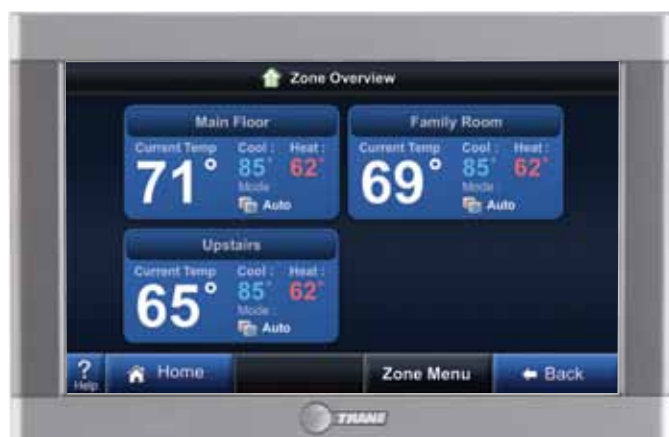 Zone Overview
Main Floor
Current Temp
Cool :
Heat :
71°
85°
62°
Mode :
Auto
Family Room
Current Temp
Cool :
Heat :
69°
85°
62°
Mode :
Auto
Upstairs
Current Temp
Cool :
Heat :
65°
85°
62°
Mode :
Auto
?
Help
Home
Zone Menu
Back
TRANE